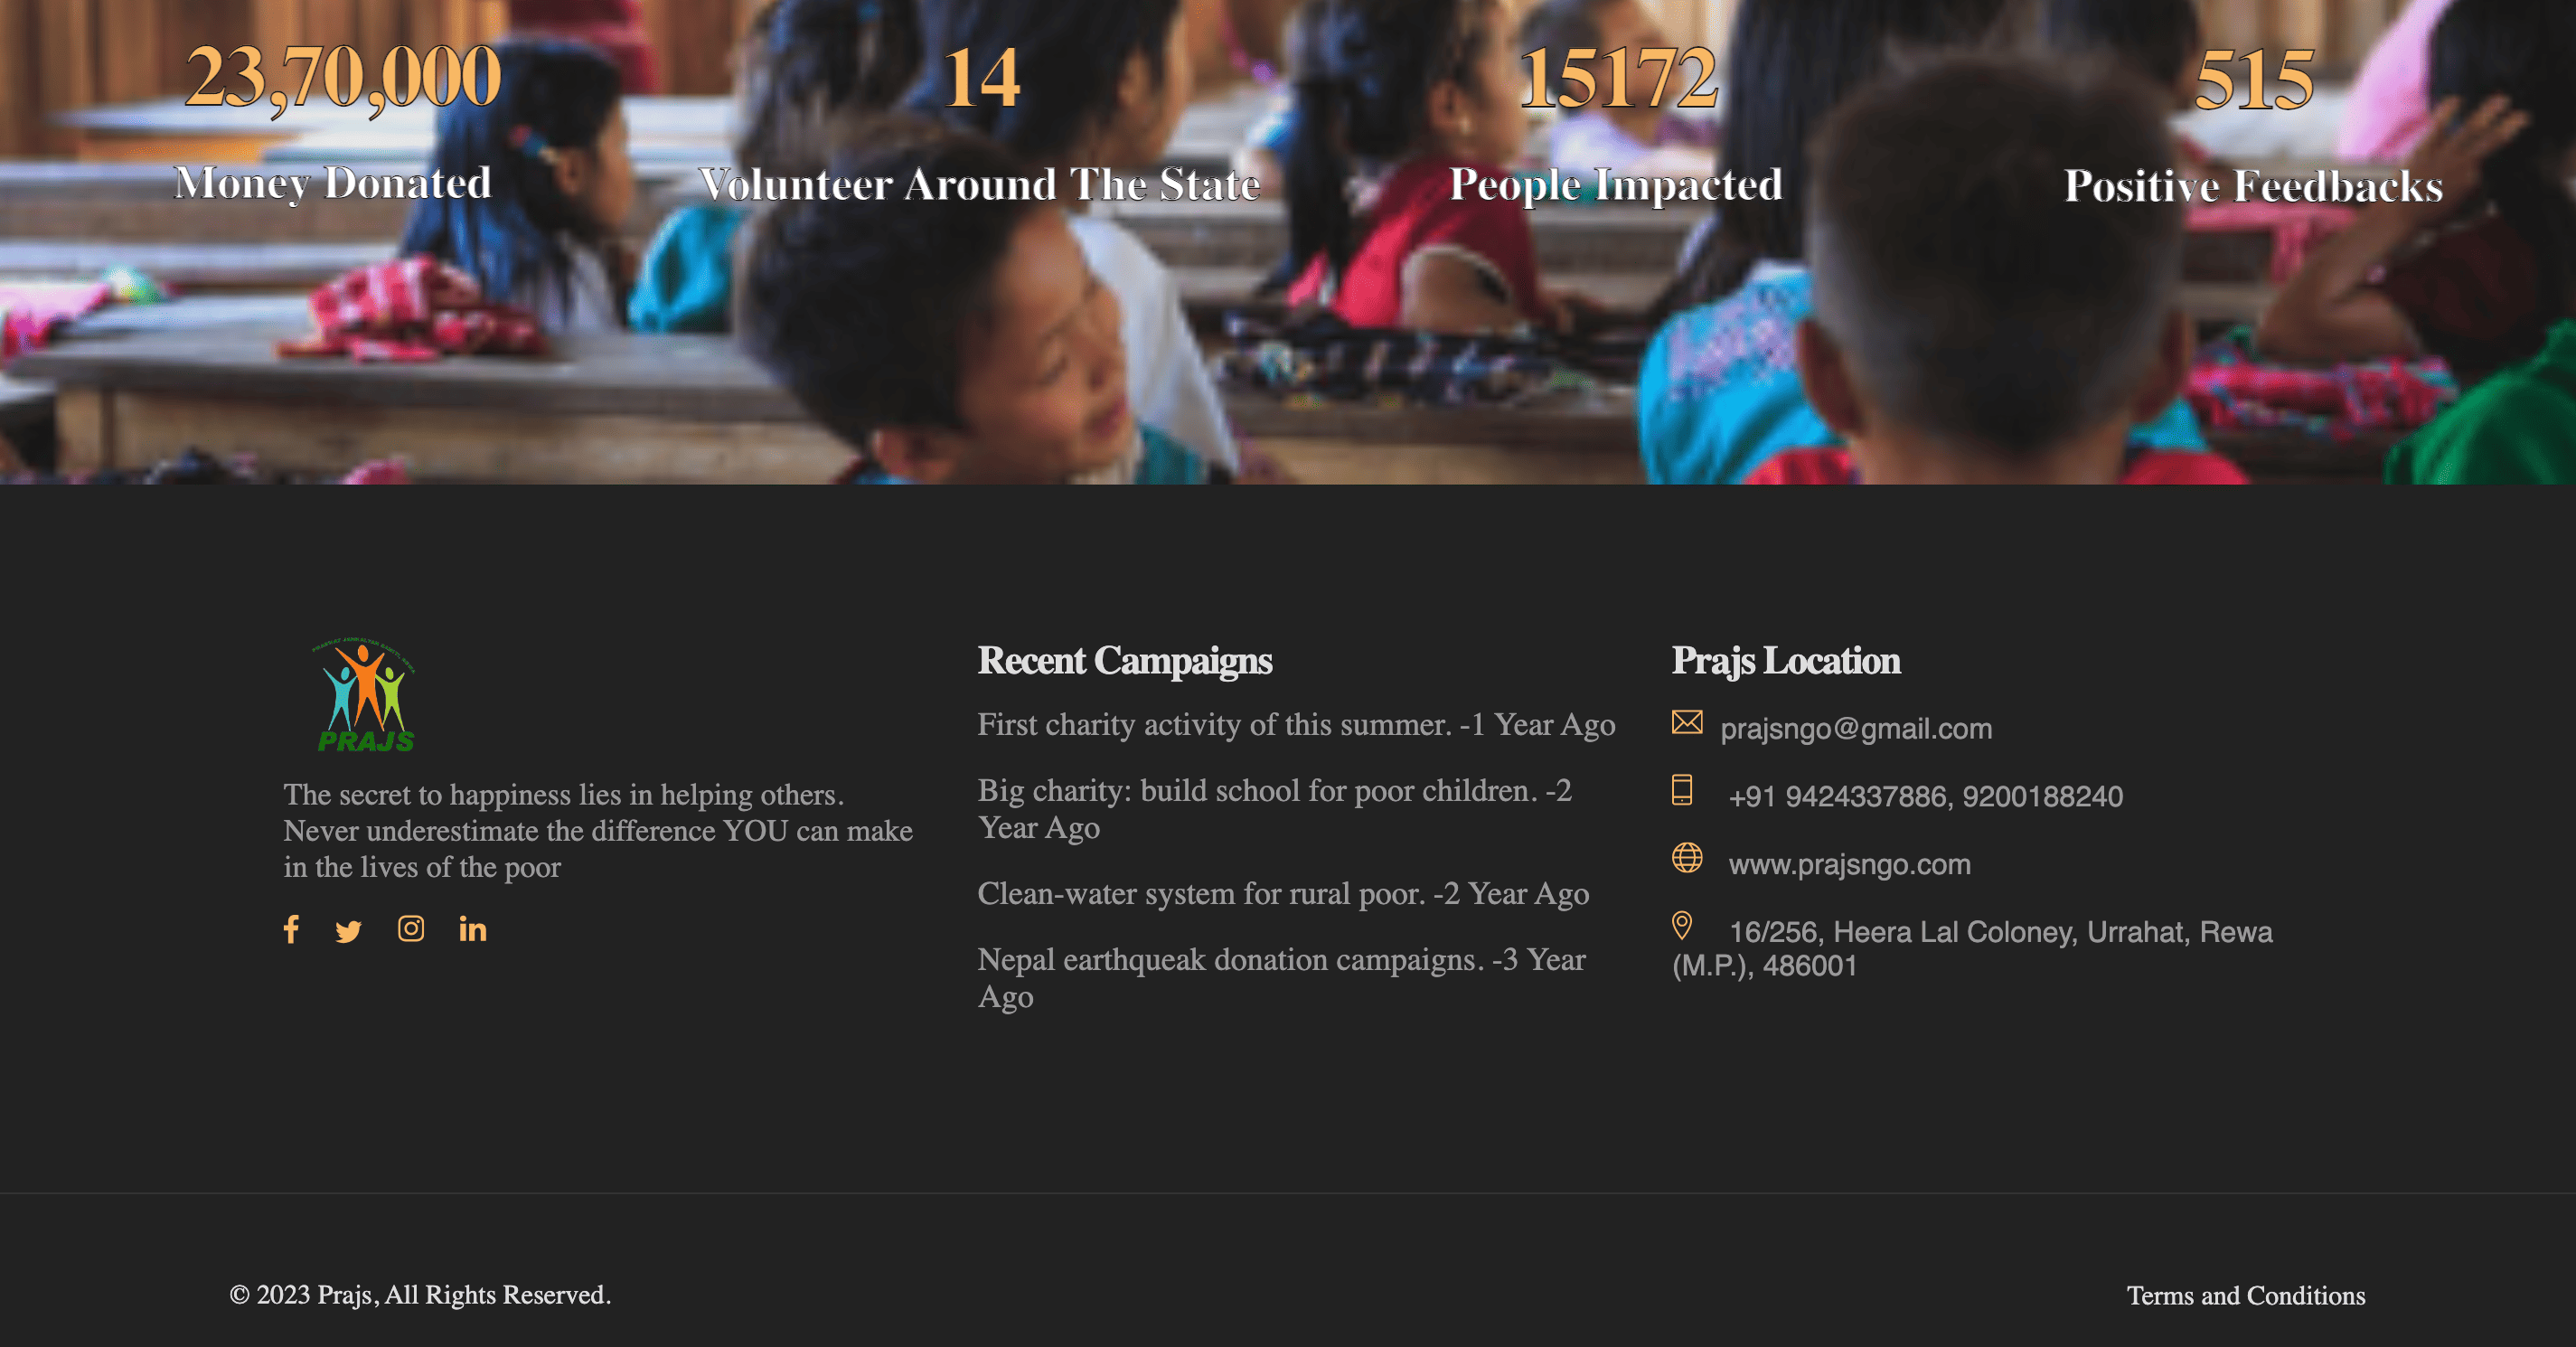 23,70,000
14
15172
515
Money Donated
Volunteer Around The State
People Impacted
Positive Feedbacks
PRAJS
The secret to happiness lies in helping others.
Never underestimate the difference YOU can make
in the lives of the poor
Recent Campaigns
First charity activity of this summer. -1 Year Ago
Big charity: build school for poor children. -2
Year Ago
Clean-water system for rural poor. -2 Year Ago
Nepal earthqueak donation campaigns. -3 Year
Ago
Prajs Location
prajsngo@gmail.com
+91 9424337886, 9200188240
www.prajsngo.com
16/256, Heera Lal Coloney, Urrahat, Rewa
(M.P.), 486001
© 2023 Prajs, All Rights Reserved.
Terms and Conditions